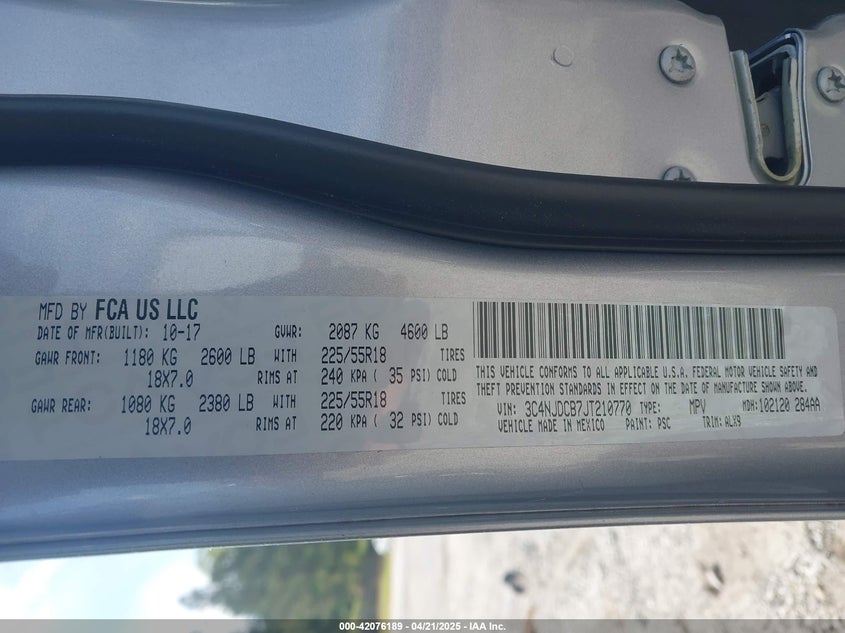 MFD BY FCA US LLC
DATE OF MFR(BUILT): 10-17 GVWR: 2087 KG 4600 LB
GAWR FRONT: 1180 KG 2600 LB WITH 225/55R18 TIRES
18X7.0 RIMS AT 240 KPA ( 35 PSI) COLD
GAWR REAR: 1080 KG 2380 LB WITH 225/55R18 TIRES
18X7.0 RIMS AT 220 KPA ( 32 PSI) COLD
THIS VEHICLE CONFORMS TO ALL APPLICABLE U.S.A. FEDERAL MOTOR VEHICLE SAFETY AND
THEFT PREVENTION STANDARDS IN EFFECT ON THE DATE OF MANUFACTURE SHOWN ABOVE.
VIN: 3C4NJDCB7JT210770 TYPE: MPV MDH:102120 284AA
VEHICLE MADE IN MEXICO PAINT: PSC TRIM: ALX9
000-42076189 - 04/21/2025 - IAA Inc.